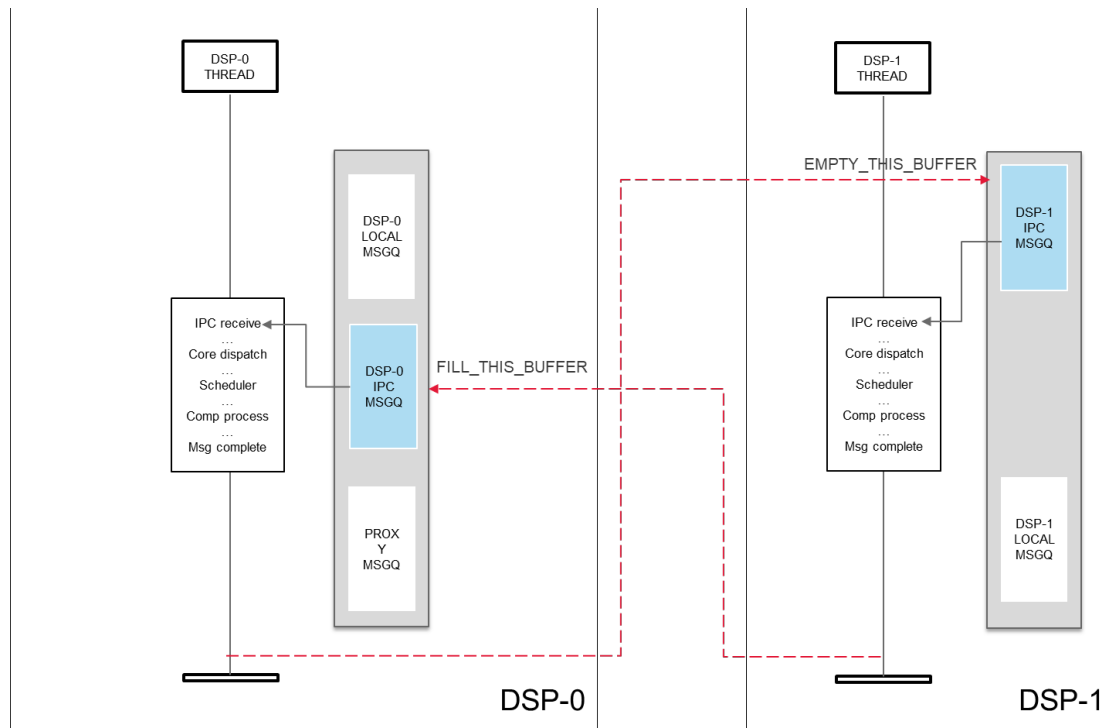 DSP-0
THREAD
DSP-1
THREAD
EMPTY_THIS_BUFFER
DSP-0
LOCAL
MSGQ
DSP-1
IPC
MSGQ
IPC receive
...
Core dispatch
...
Scheduler
...
Comp process
...
Msg complete
DSP-0
IPC
MSGQ
FILL_THIS_BUFFER
IPC receive
...
Core dispatch
...
Scheduler
...
Comp process
...
Msg complete
PROX
Y
MSGQ
DSP-1
LOCAL
MSGQ
DSP-0
DSP-1